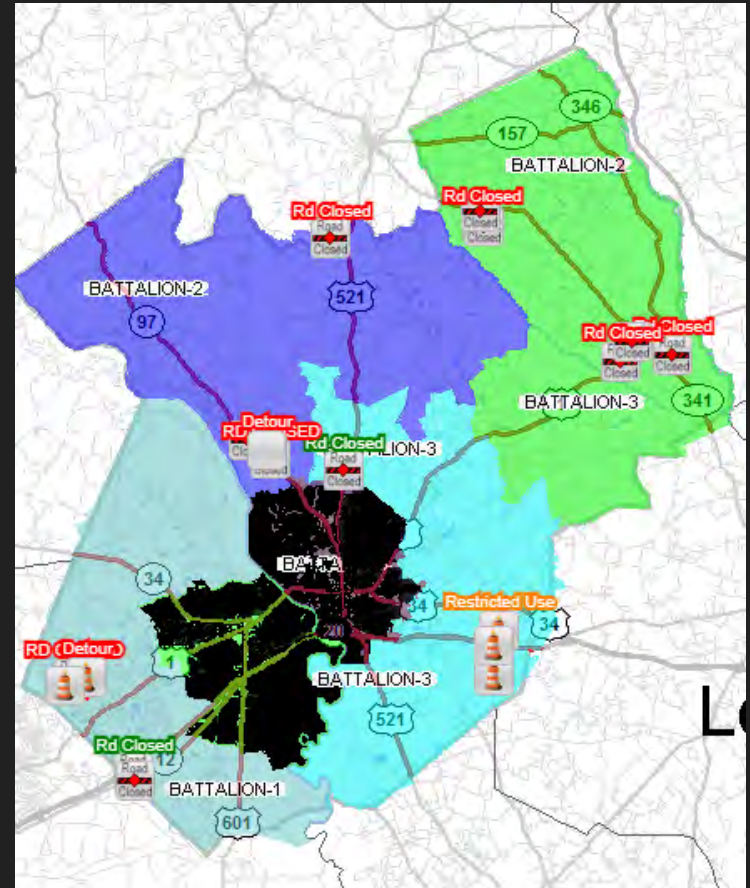 346
157
BATTALION-2
Rd Closed
Closed
Closed
Rd Closed
Road
Closed
BATTALION-2
521
97
Rd Closed
Closed
Road
Closed
Closed
341
BATTALION-3
Detour
Rd Closed
Road
Closed
34
34
Restricted Use
34
RD
Detour
1
BATTALION-3
521
Rd Closed
Road
Closed
12
BATTALION-1
601